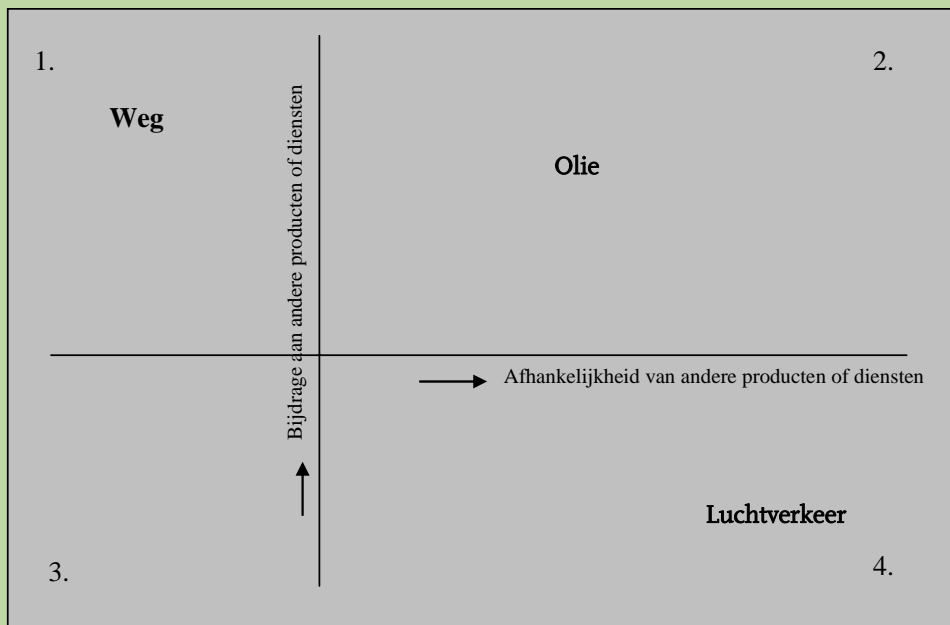 1.
2.
Weg
Olie
Bijdrage aan andere producten of diensten
Afhankelijkheid van andere producten of diensten
Luchtverkeer
3.
4.